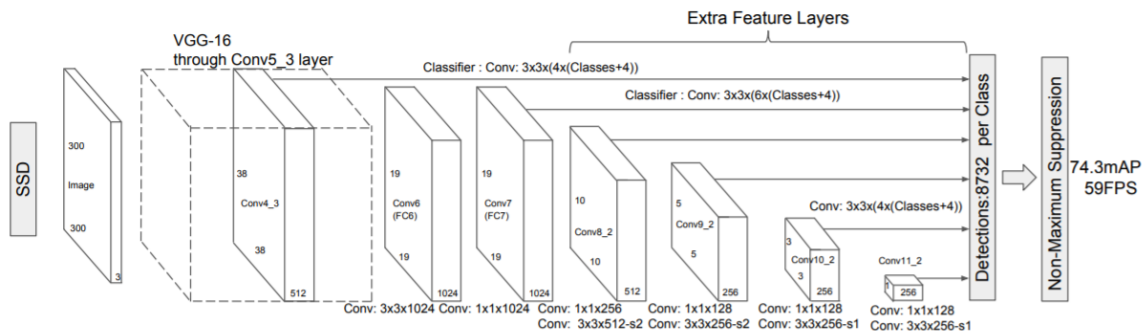 Extra Feature Layers
VGG-16
through Conv5_3 layer
Classifier : Conv: 3x3x(4x(Classes+4))
Classifier : Conv: 3x3x(6x(Classes+4))
SSD
300
Image
300
3
38
Conv4_3
38
512
19
Conv6
(FC6)
19
1024
19
Conv7
(FC7)
19
1024
10
Conv8_2
10
512
5
Conv9_2
5
256
Conv: 3x3x(4x(Classes+4))
3
Conv10_2
3
256
Conv11_2
1
256
Detections:8732 per Class
Non-Maximum Suppression
74.3mAP
59FPS
Conv: 3x3x1024
Conv: 1x1x1024
Conv: 1x1x256
Conv: 3x3x512-s2
Conv: 1x1x128
Conv: 3x3x256-s2
Conv: 1x1x128
Conv: 3x3x256-s1
Conv: 1x1x128
Conv: 3x3x256-s1